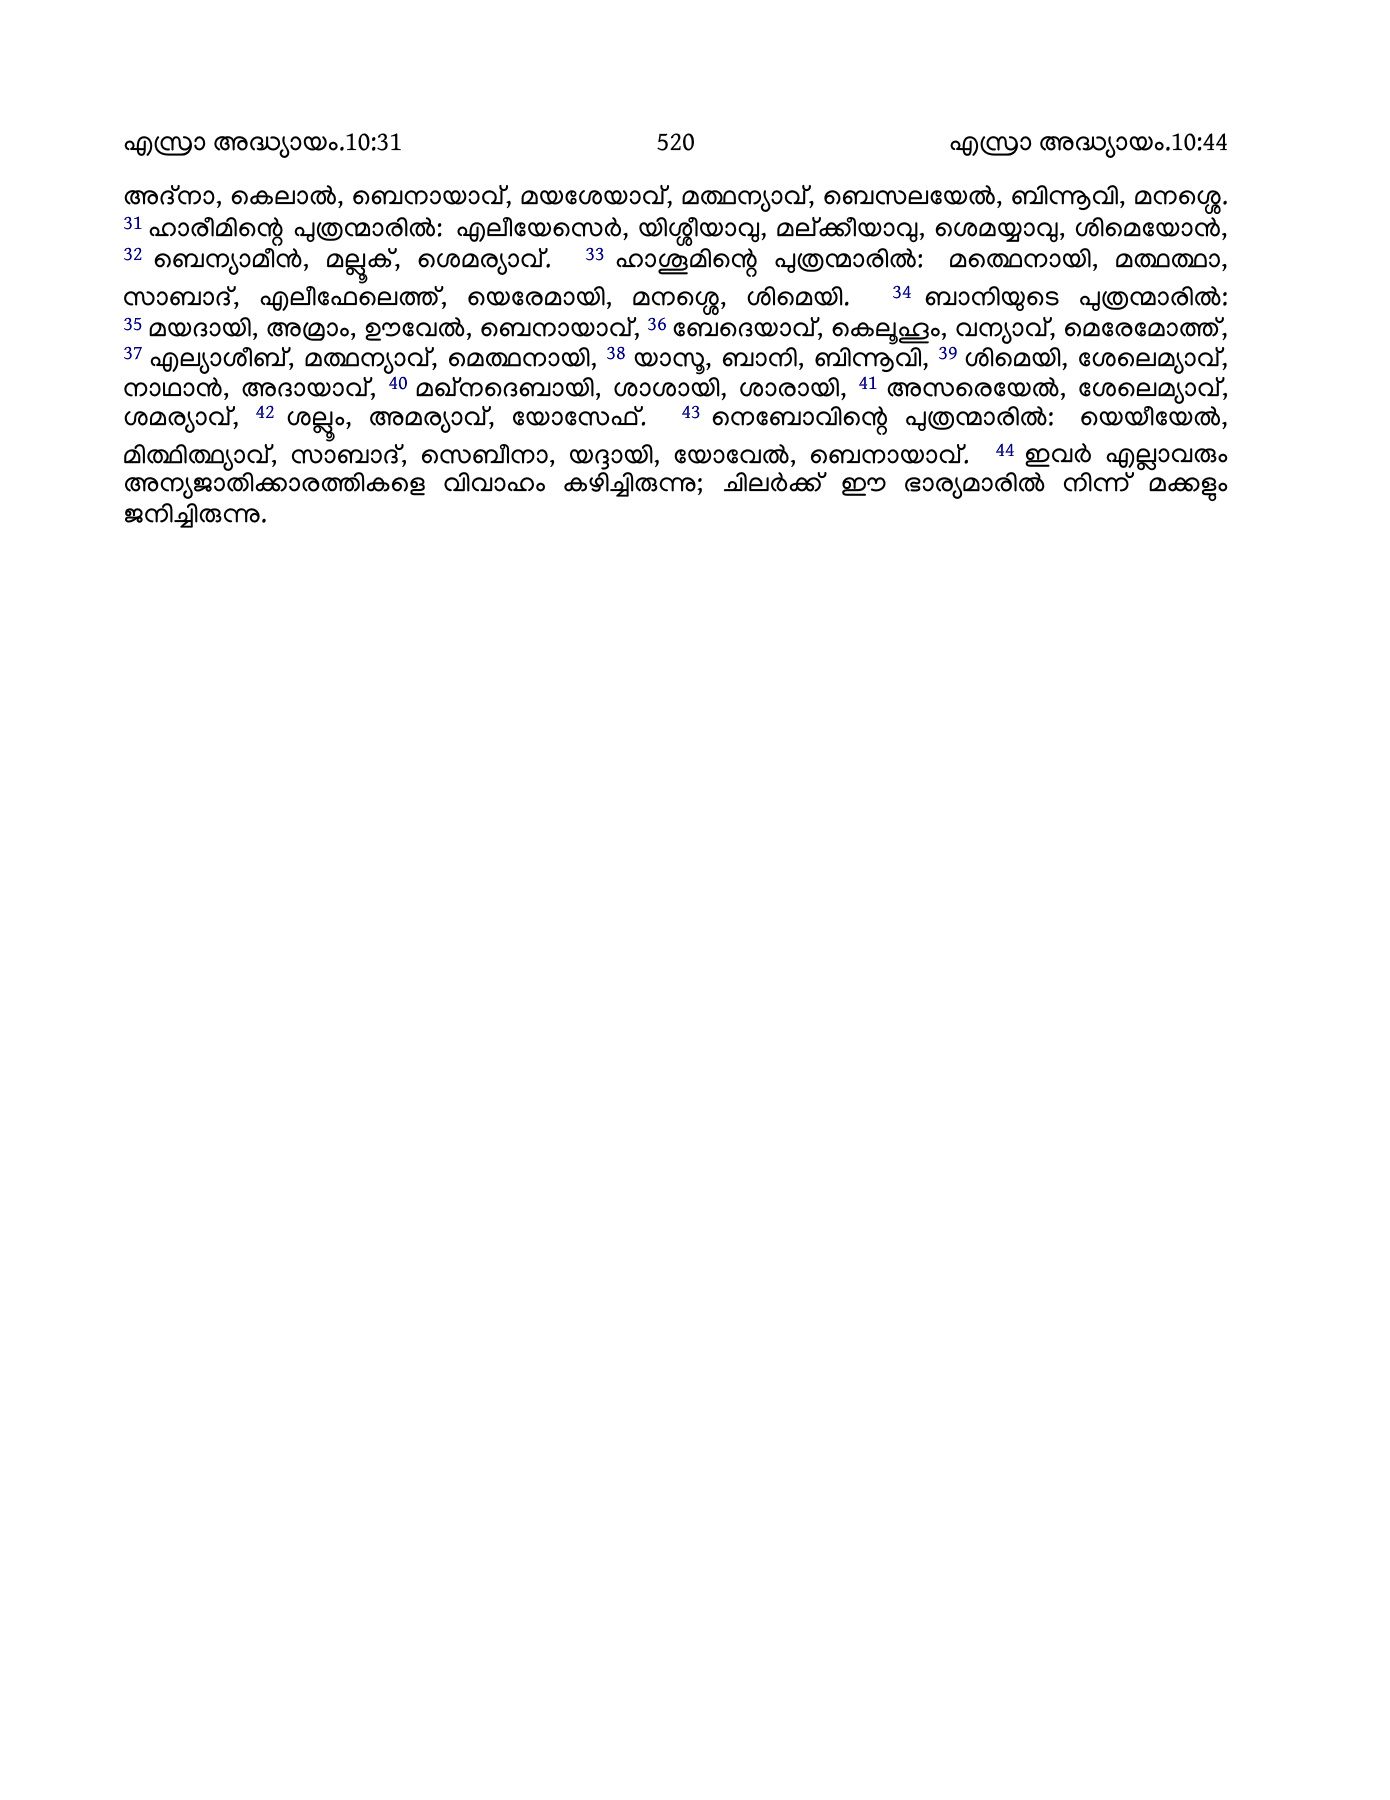 എസ്രാ അദ്ധ്യായം.10:31 520 എസ്രാ അദ്ധ്യായം.10:44
അദ്നാ, കെലാൽ, ബെനായാവ്, മയശേയാവ്, മത്ഥന്യാവ്, ബെസലയേൽ, ബിന്നൂവി, മനശ്ശെ.
31 ഹാരീമിന്റെ പുത്രന്മാരിൽ: എലീയേസെർ, യിശ്ശീയാവു, മല്ക്കീയാവു, ശെമയ്യാവു, ശിമെയോൻ,
32 ബെന്യാമീൻ, മല്ലൂക്, ശെമര്യാവ്. 33 ഹാശൂമിന്റെ പുത്രന്മാരിൽ: മത്ഥെനായി, മത്ഥത്ഥാ,
സാബാദ്, എലീഫേലെത്ത്, യെരേമായി, മനശ്ശെ, ശിമെയി. 34 ബാനിയുടെ പുത്രന്മാരിൽ:
35 മയദായി, അമ്രാം, ഊവേൽ, ബെനായാവ്, 36 ബേദെയാവ്, കെലൂഹൂം, വന്യാവ്, മെരേമോത്ത്,
37 എല്യാശീബ്, മത്ഥന്യാവ്, മെത്ഥനായി, 38 യാസൂ, ബാനി, ബിന്നൂവി, 39 ശിമെയി, ശേലെമ്യാവ്,
നാഥാൻ, അദായാവ്, 40 മഖ്നദെബായി, ശാശായി, ശാരായി, 41 അസരെയേൽ, ശേലെമ്യാവ്,
ശമര്യാവ്, 42 ശല്ലൂം, അമര്യാവ്, യോസേഫ്. 43 നെബോവിന്റെ പുത്രന്മാരിൽ: യെയീയേൽ,
മിത്ഥിത്ഥ്യാവ്, സാബാദ്, സെബീനാ, യദ്ദായി, യോവേൽ, ബെനായാവ്. 44 ഇവർ എല്ലാവരും
അന്യജാതിക്കാരത്തികളെ വിവാഹം കഴിച്ചിരുന്നു; ചിലർക്ക് ഈ ഭാര്യമാരിൽ നിന്ന് മക്കളും
ജനിച്ചിരുന്നു.